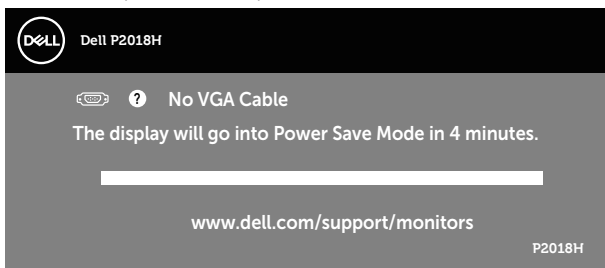 DELL
Dell P2018H
? No VGA Cable
The display will go into Power Save Mode in 4 minutes.
www.dell.com/support/monitors
P2018H